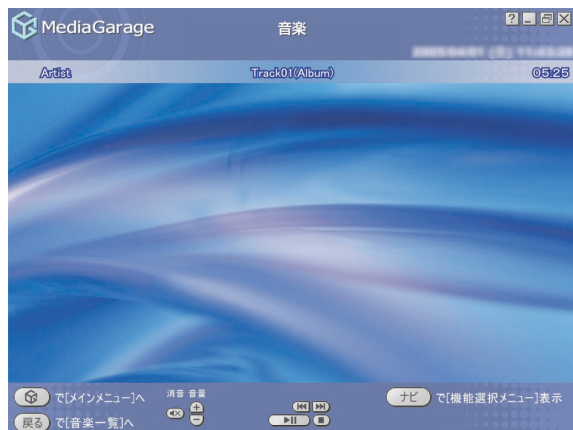 MediaGarage
音楽
Artist Track01(Album) 05:25
で[メインメニュー]へ
消音 音量
ナビ で[機能選択メニュー]表示
戻る で[音楽一覧]へ